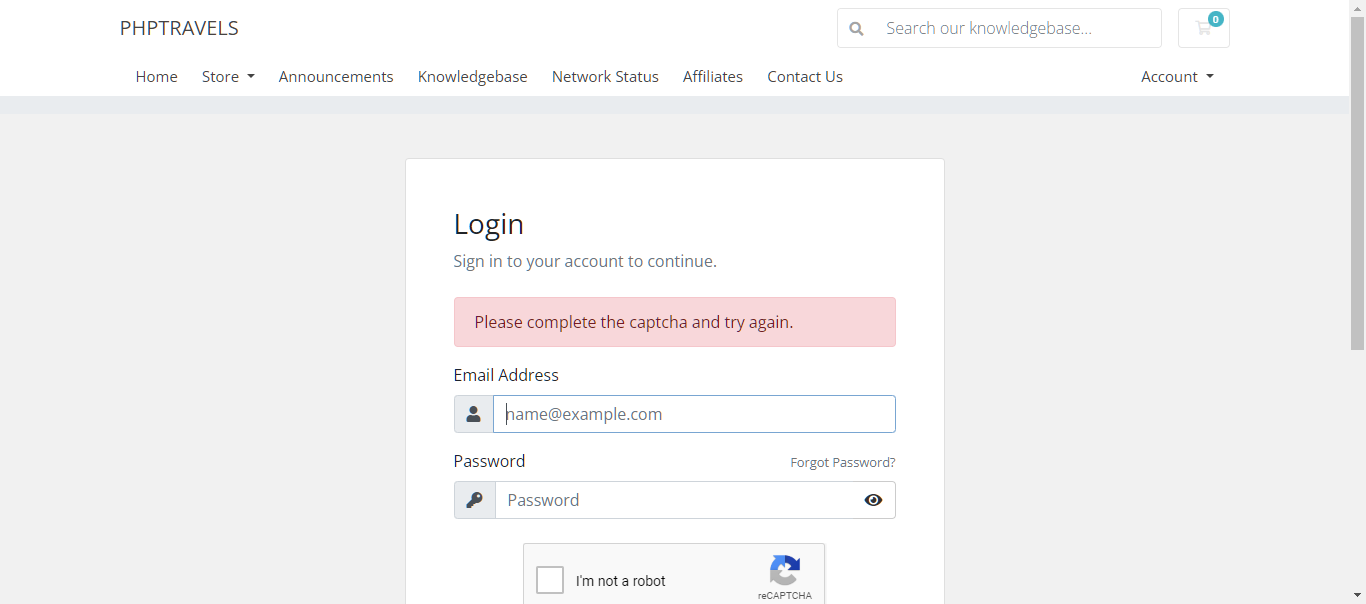 PHPTRAVELS
Search our knowledgebase...
0
Home Store Announcements Knowledgebase Network Status Affiliates Contact Us Account
Login
Sign in to your account to continue.
Please complete the captcha and try again.
Email Address
name@example.com
Password Forgot Password?
Password
I'm not a robot
reCAPTCHA